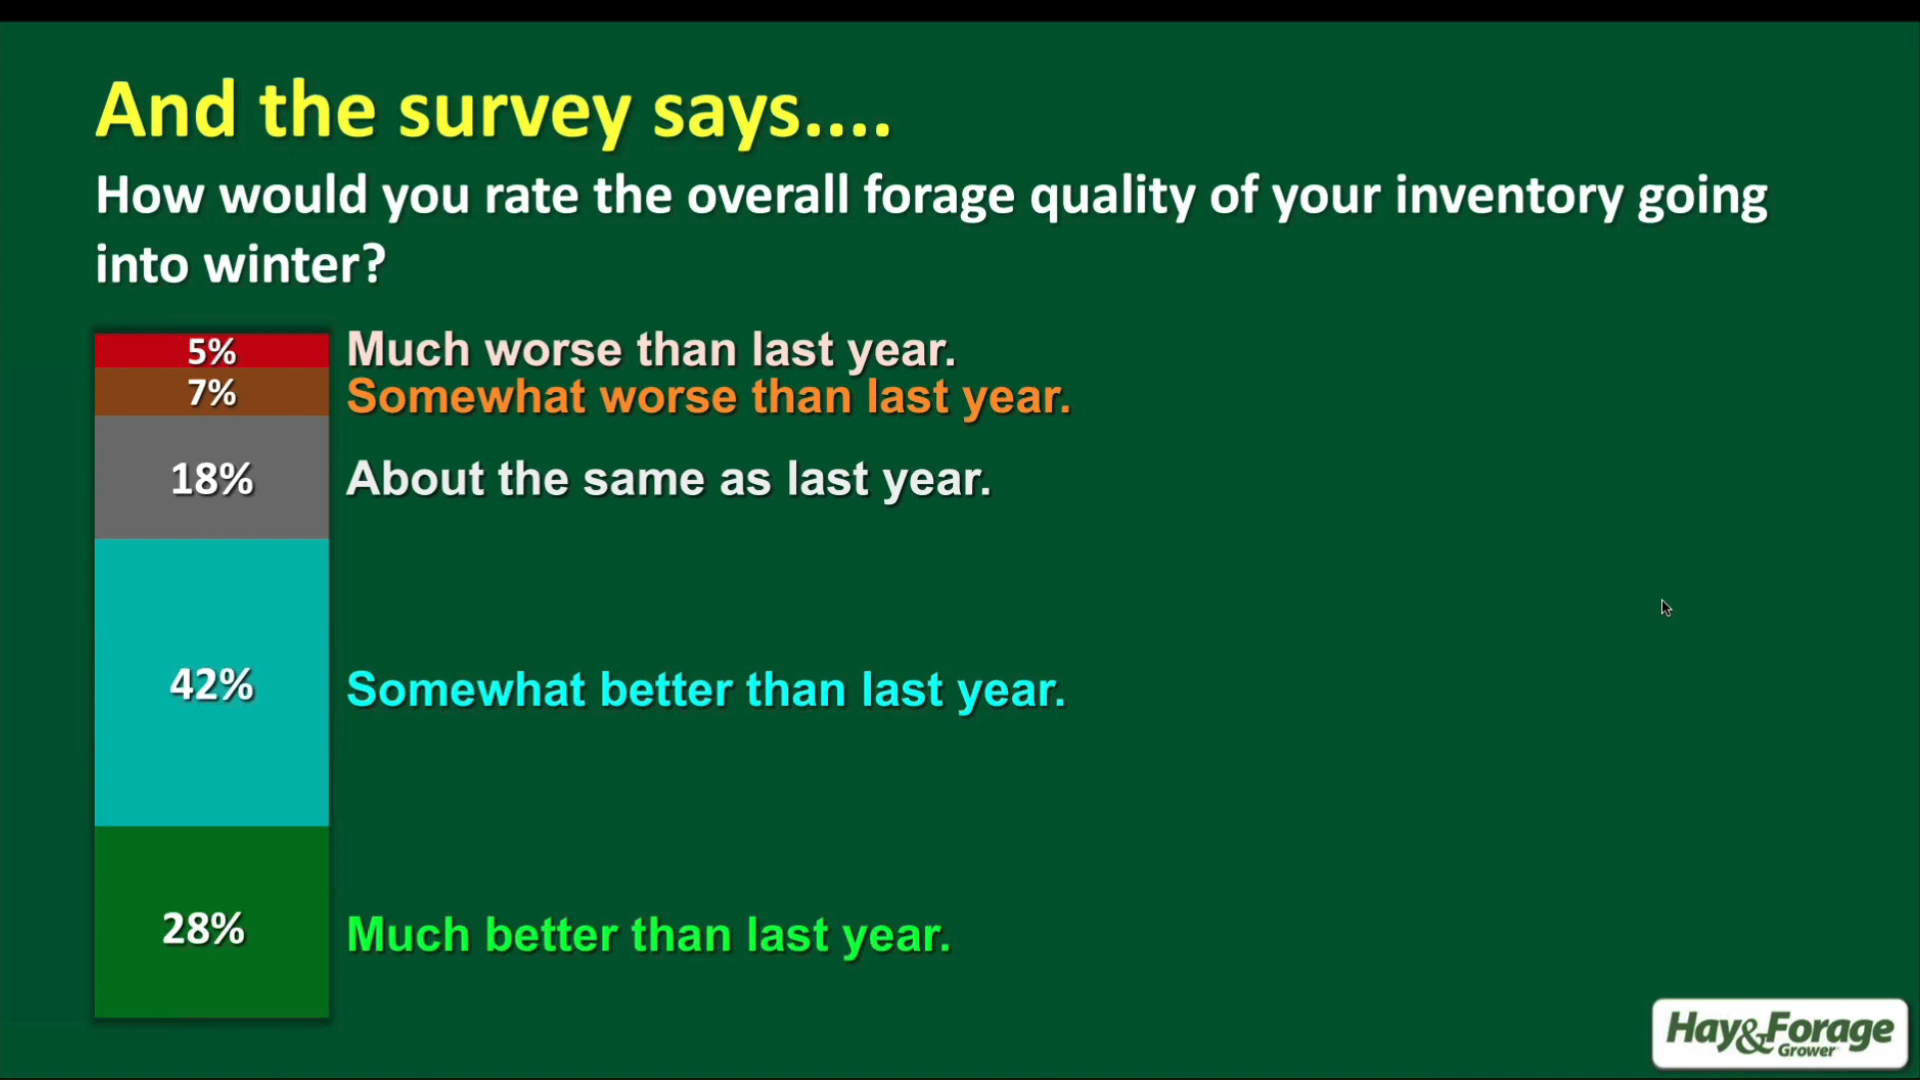 And the survey says....
How would you rate the overall forage quality of your inventory going
into winter?
5% Much worse than last year.
7% Somewhat worse than last year.
18% About the same as last year.
42% Somewhat better than last year.
28% Much better than last year.
Hay&Forage
Grower